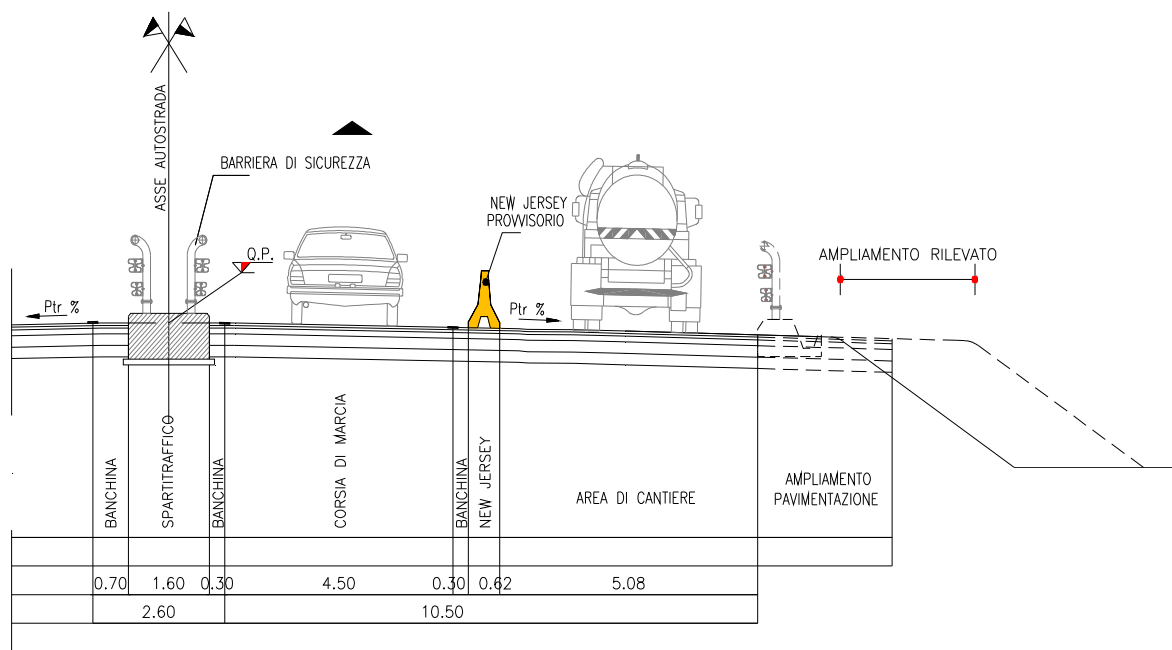 ASSE AUTOSTRADA
BARRIERA DI SICUREZZA
NEW JERSEY
PROVVISORIO
Q.P.
AMPLIAMENTO RILEVATO
Ptr %
Ptr %
BANCHINA
SPARTITRAFFICO
BANCHINA
CORSIA DI MARCIA
BANCHINA
NEW JERSEY
AREA DI CANTIERE
AMPLIAMENTO
PAVIMENTAZIONE
0.70 1.60 0.30 4.50 0.30 0.62 5.08
2.60 10.50